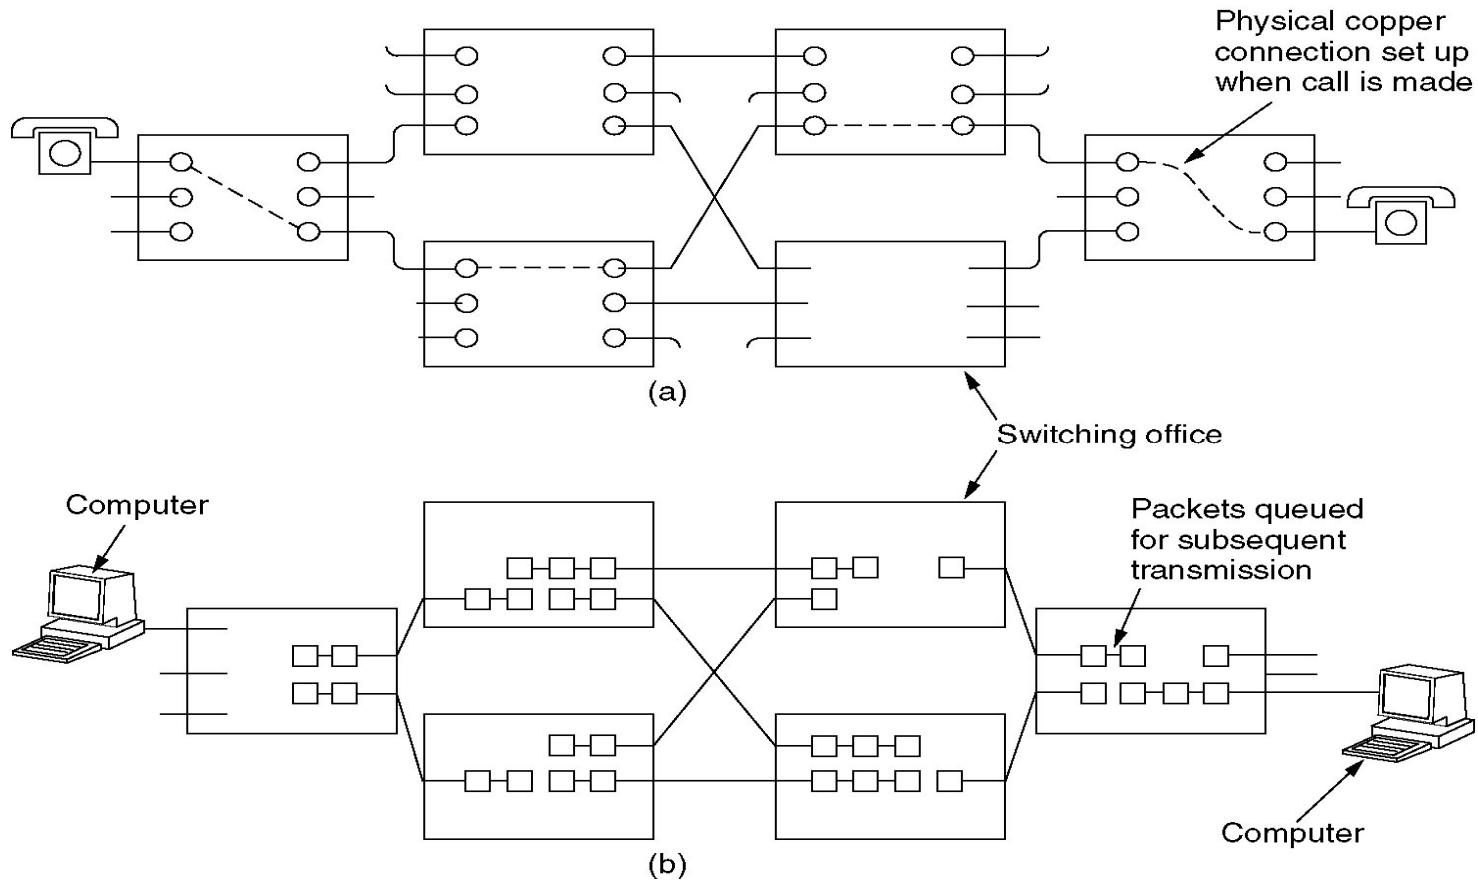 Physical copper
connection set up
when call is made
(a)
Switching office
Computer
Packets queued
for subsequent
transmission
Computer
(b)